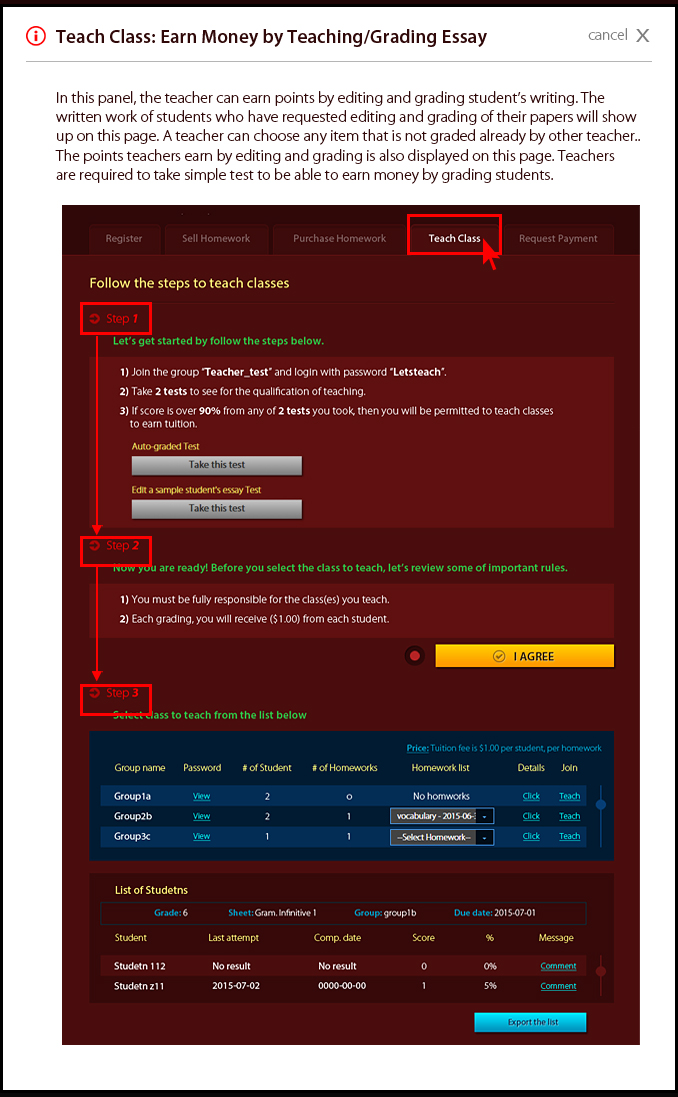 Teach Class: Earn Money by Teaching/Grading Essay
cancel X
In this panel, the teacher can earn points by editing and grading student's writing. The
written work of students who have requested editing and grading of their papers will show
up on this page. A teacher can choose any item that is not graded already by other teacher..
The points teachers earn by editing and grading is also displayed on this page. Teachers
are required to take simple test to be able to earn money by grading students.
Register Sell Homework Purchase Homework Teach Class Request Payment
Follow the steps to teach classes
Step 1
Let's get started by follow the steps below.
1) Join the group "Teacher_test" and login with password "Letsteach".
2) Take 2 tests to see for the qualification of teaching.
3) If score is over 90% from any of 2 tests you took, then you will be permitted to teach classes
to earn tuition.
Auto-graded Test
Take this test
Edit a sample student's essay Test
Take this test
Step 2
Now you are ready! Before you select the class to teach, let's review some of important rules.
1) You must be fully responsible for the class(es) you teach.
2) Each grading, you will receive ($1.00) from each student.
I AGREE
Step 3
Select class to teach from the list below
Price: Tuition fee is $1.00 per student, per homework
Group name Password # of Student # of Homeworks Homework list Details Join
Group1a View 2 0 No homworks Click Teach
Group2b View 2 1 vocabulary - 2015-06- Click Teach
Group3c View 1 1 --Select Homework-- Click Teach
List of Studetns
Grade: 6 Sheet: Gram. Infinitive 1 Group: group1b Due date: 2015-07-01
Student Last attempt Comp. date Score % Message
Studetn 112 No result No result 0 0% Comment
Studetn z11 2015-07-02 0000-00-00 1 5% Comment
Export the list